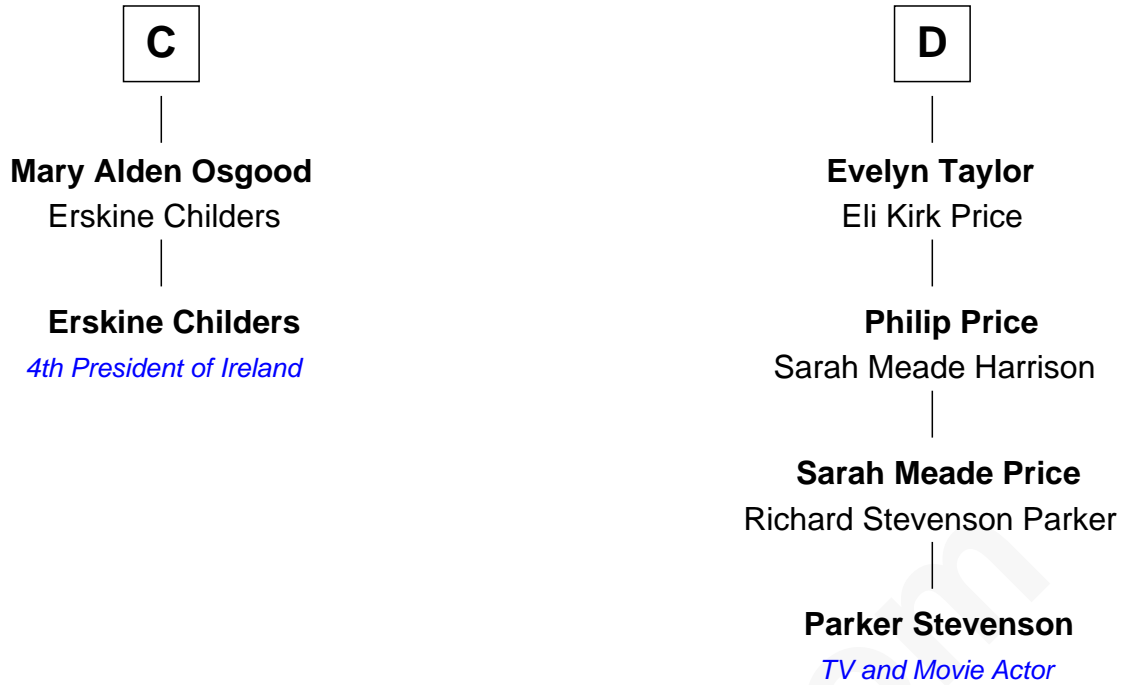 C
Mary Alden Osgood
Erskine Childers
Erskine Childers
4th President of Ireland
D
Evelyn Taylor
Eli Kirk Price
Philip Price
Sarah Meade Harrison
Sarah Meade Price
Richard Stevenson Parker
Parker Stevenson
TV and Movie Actor